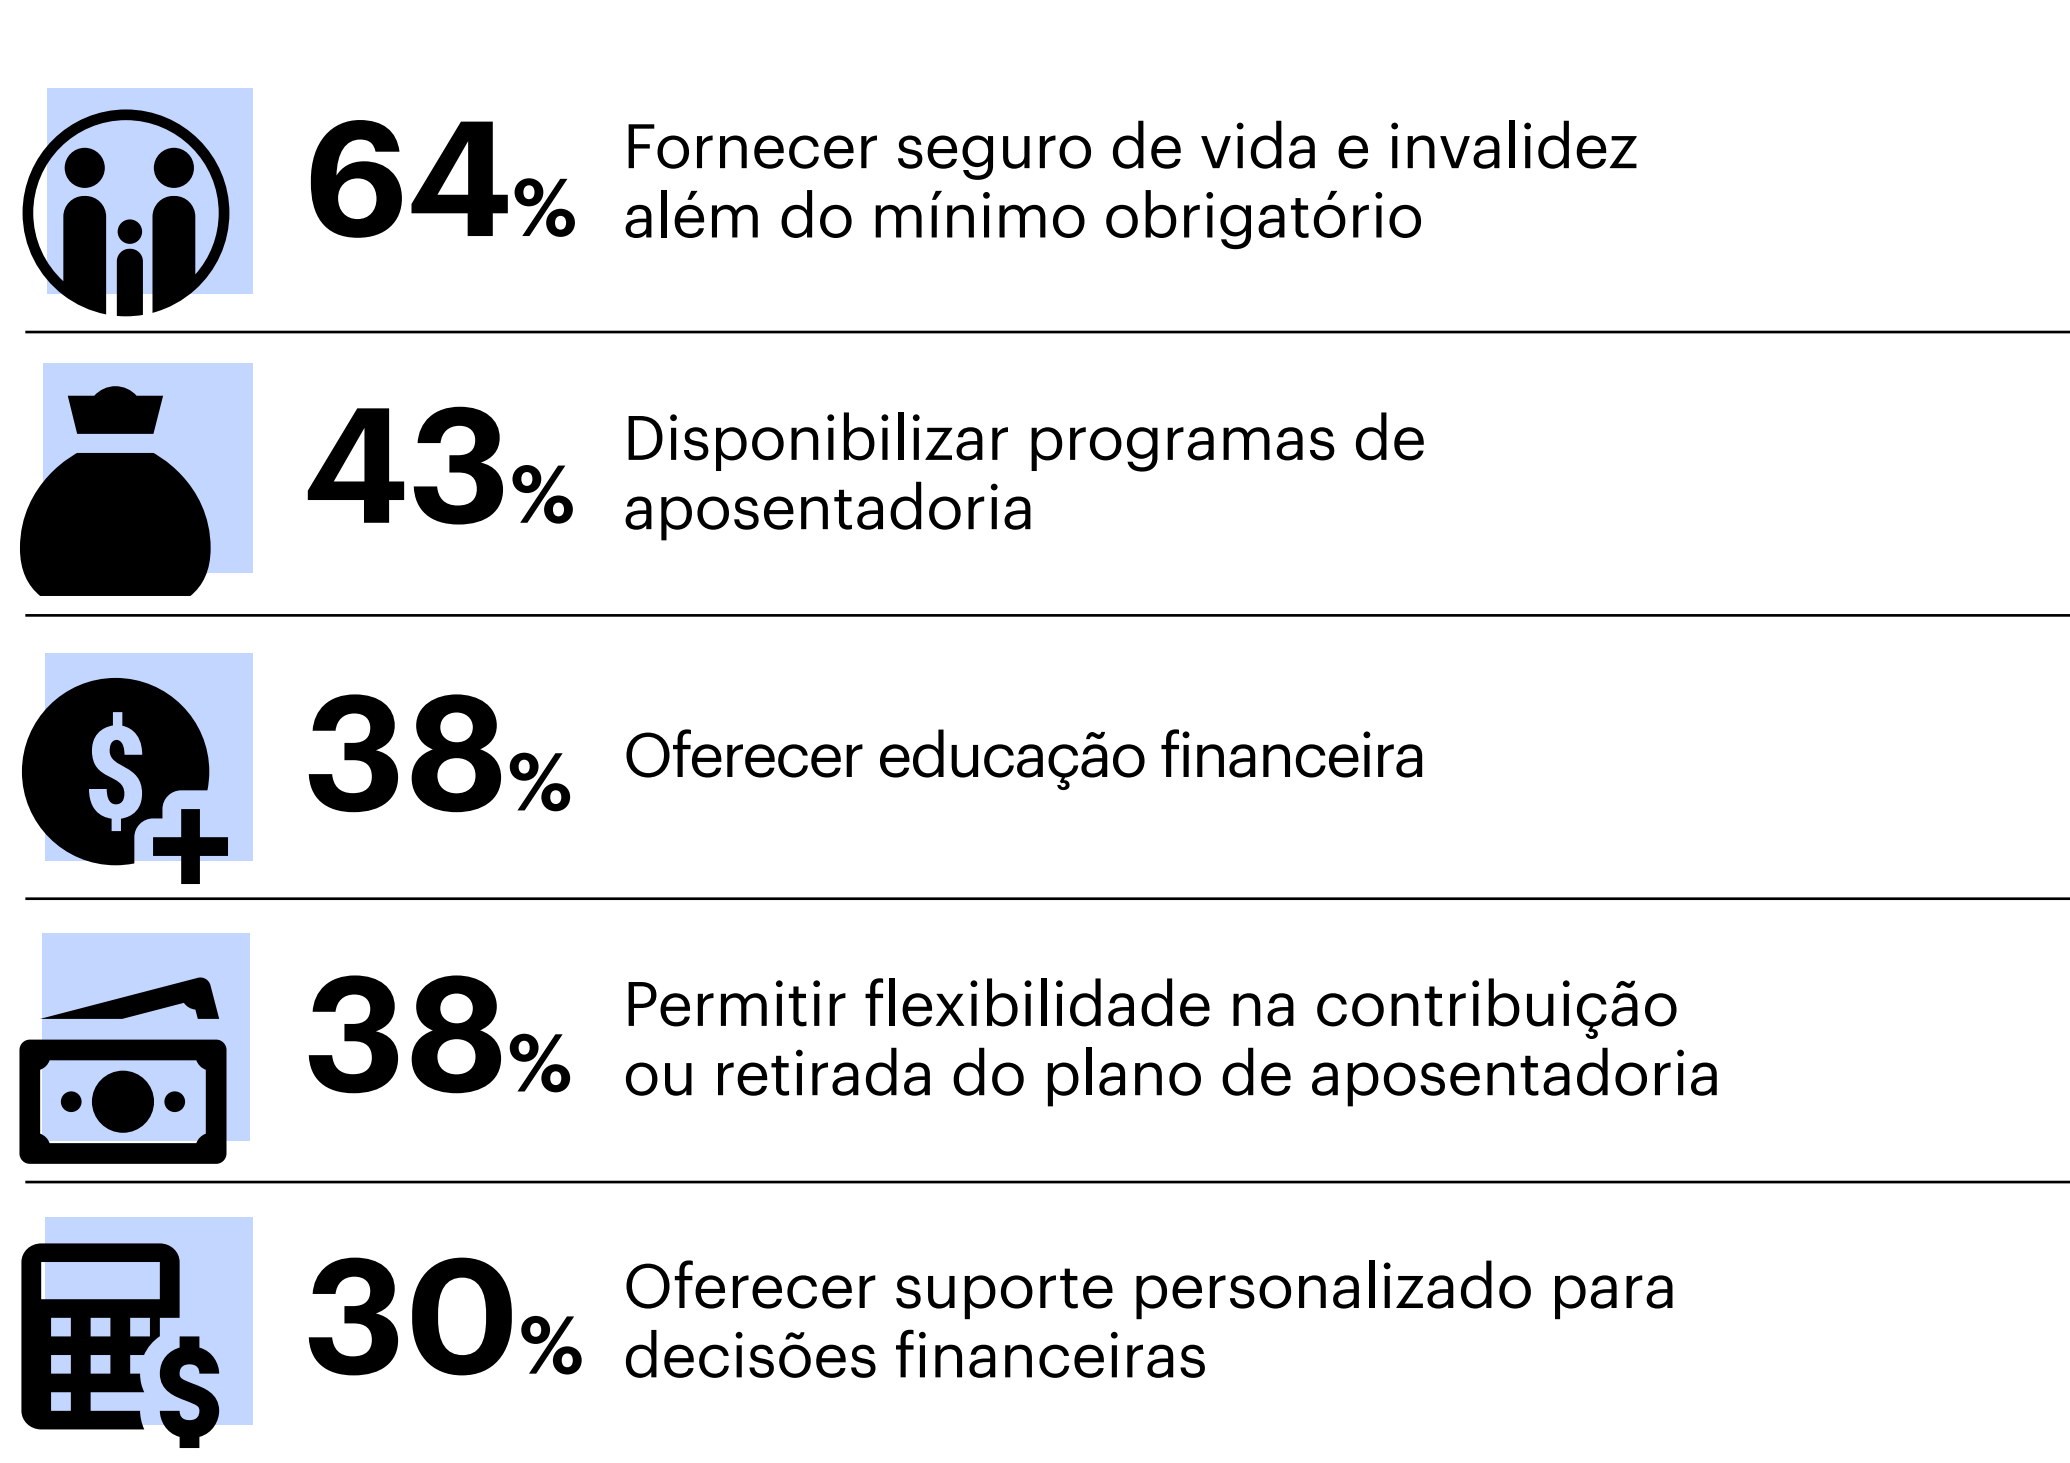 64% Fornecer seguro de vida e invalidez
além do mínimo obrigatório
43% Disponibilizar programas de
aposentadoria
38% Oferecer educação financeira
38% Permitir flexibilidade na contribuição
ou retirada do plano de aposentadoria
30% Oferecer suporte personalizado para
decisões financeiras